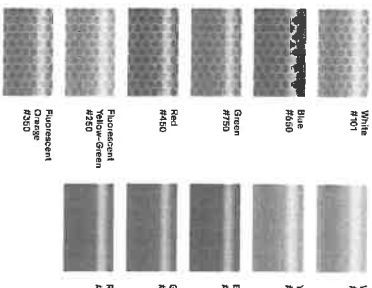 White
#101
Blue
#650
Green
#750
Red
#450
Fluorescent
Yellow-Green
#250
Fluorescent
Orange
#350